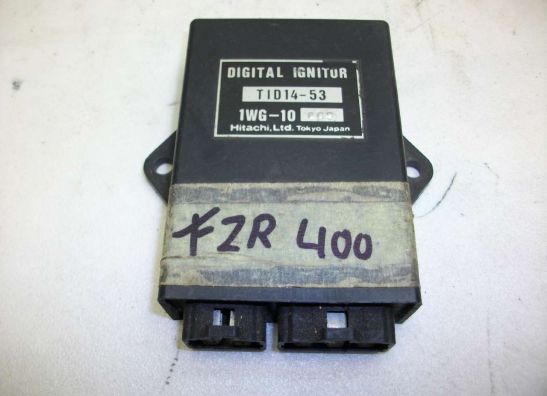 DIGITAL IGNITOR
TID14-53
1WG-10
Hitachi, Ltd. Tokyo Japan
FZR 400